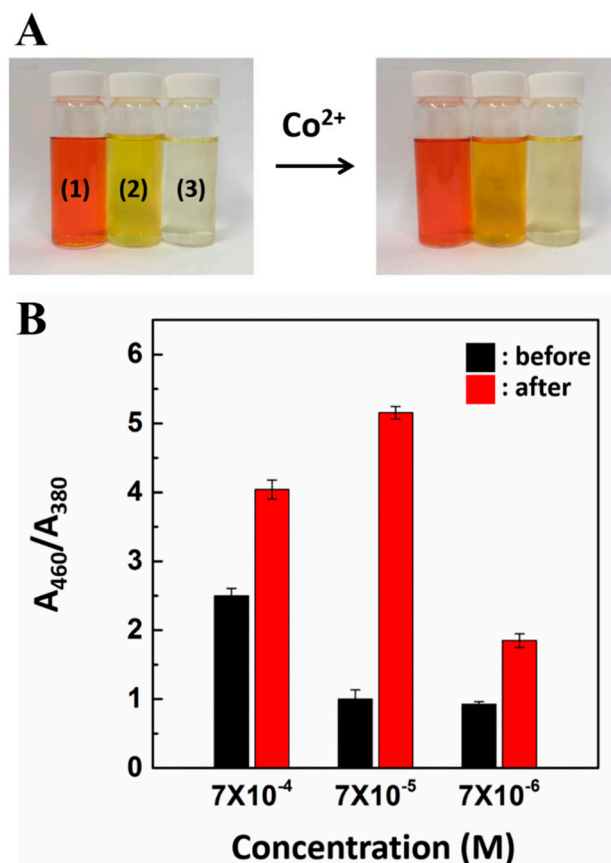 A
(1) (2) (3)
Co²⁺
B
: before
: after
6
5
4
3
2
1
0
A₄₆₀/A₃₈₀
7X10⁻⁴ 7X10⁻⁵ 7X10⁻⁶
Concentration (M)